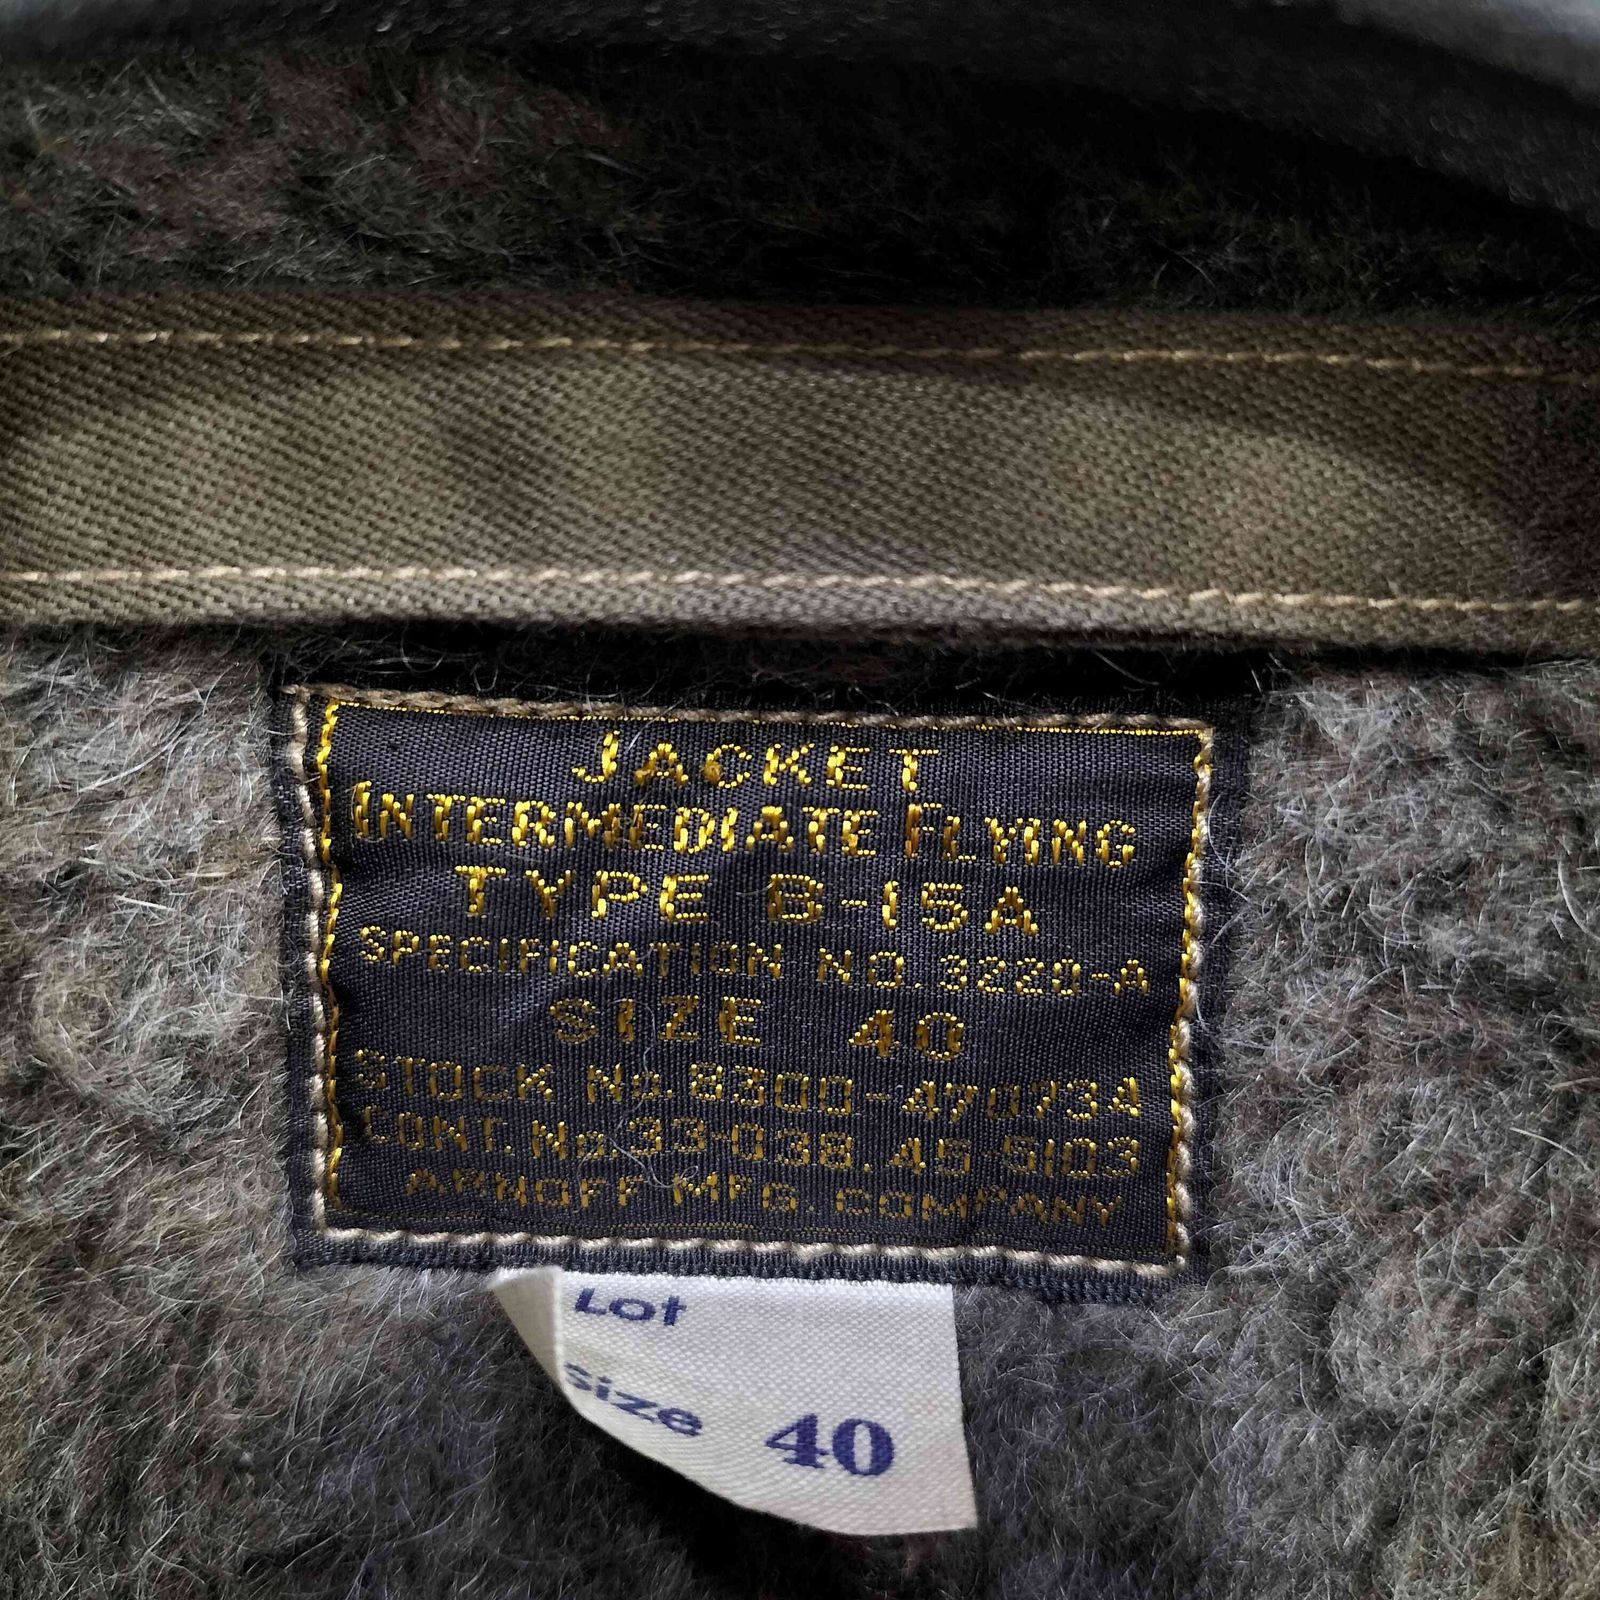 JACKET
INTERMEDIATE FLYING
TYPE B-15A
SPECIFICATION NO. 3220-A
SIZE 40
STOCK No. 8300-470734
CONT. No. 33-038. 45-5103
ARNOFF MFG. COMPANY
Lot
Size 40